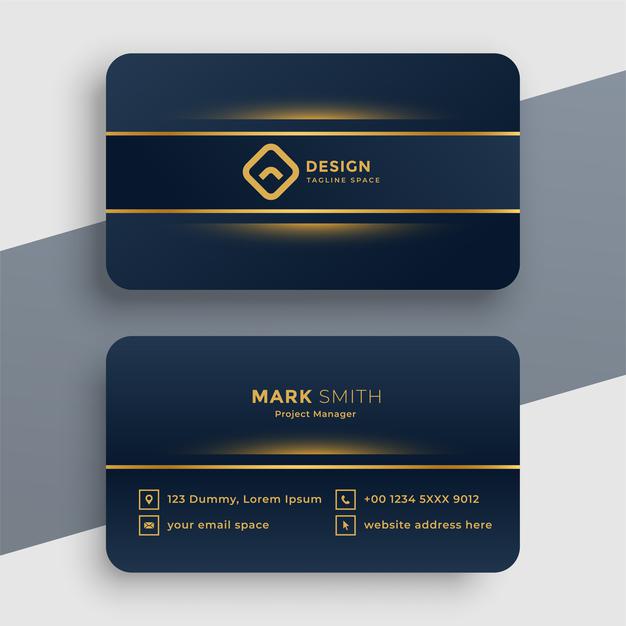 DESIGN
TAGLINE SPACE
MARK SMITH
Project Manager
123 Dummy, Lorem Ipsum
+00 1234 5XXX 9012
your email space
website address here